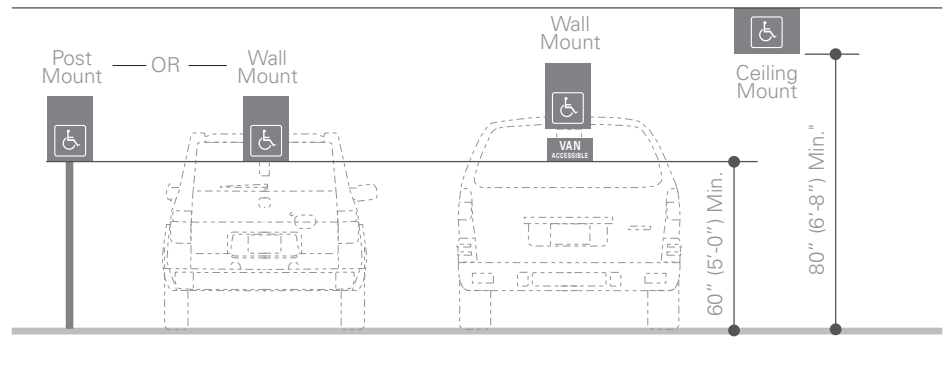 Post
Mount
OR
Wall
Mount
Wall
Mount
VAN
ACCESSIBLE
Ceiling
Mount
60" (5'-0") Min.
80" (6'-8") Min."